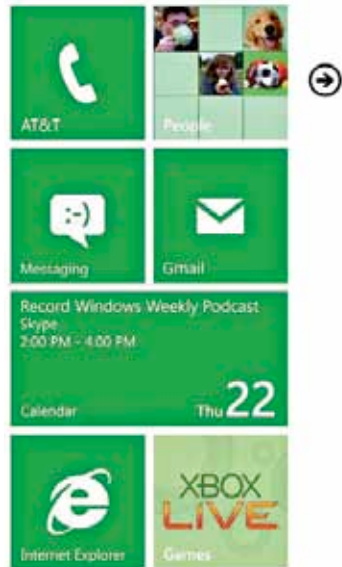 AT&T
People
:-)
Messaging
Gmail
Record Windows Weekly Podcast
Skype
2:00 PM - 4:00 PM
Calendar
Thu 22
Internet Explorer
XBOX
LIVE
Games